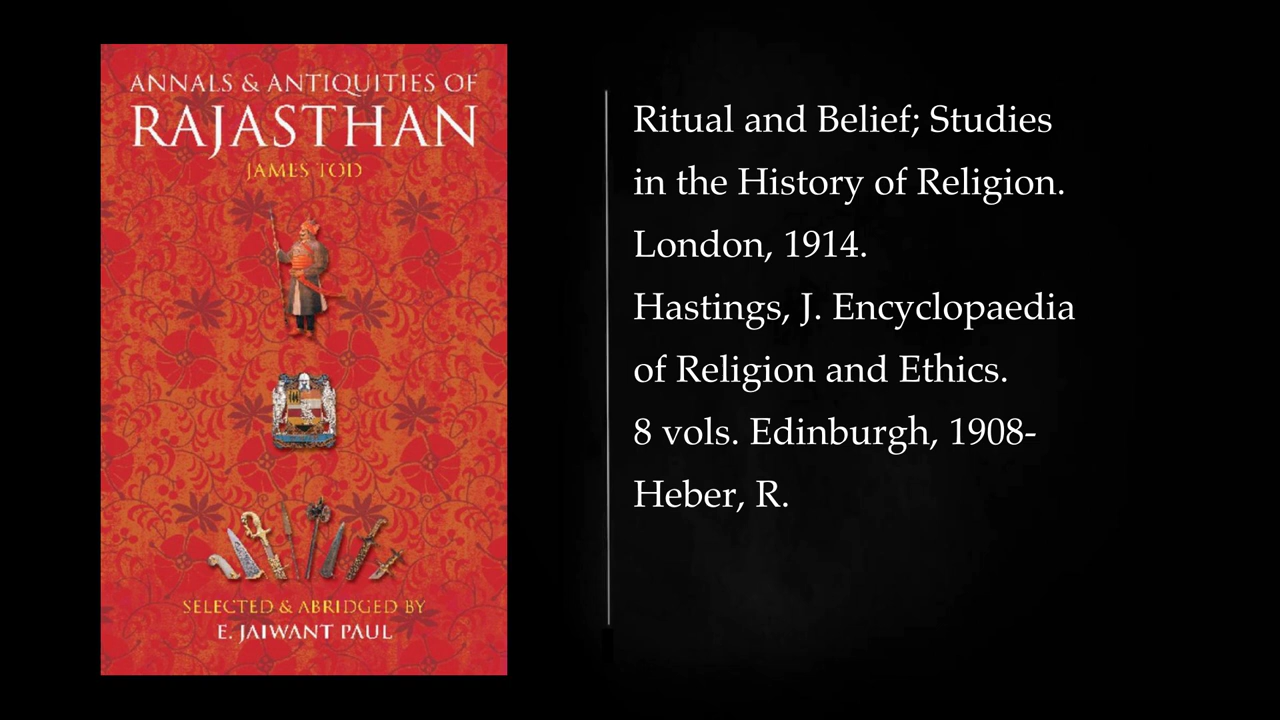 ANNALS & ANTIQUITIES OF
RAJASTHAN
JAMES TOD
SELECTED & ABRIDGED BY
E. JAIWANT PAUL
Ritual and Belief; Studies
in the History of Religion.
London, 1914.
Hastings, J. Encyclopaedia
of Religion and Ethics.
8 vols. Edinburgh, 1908-
Heber, R.